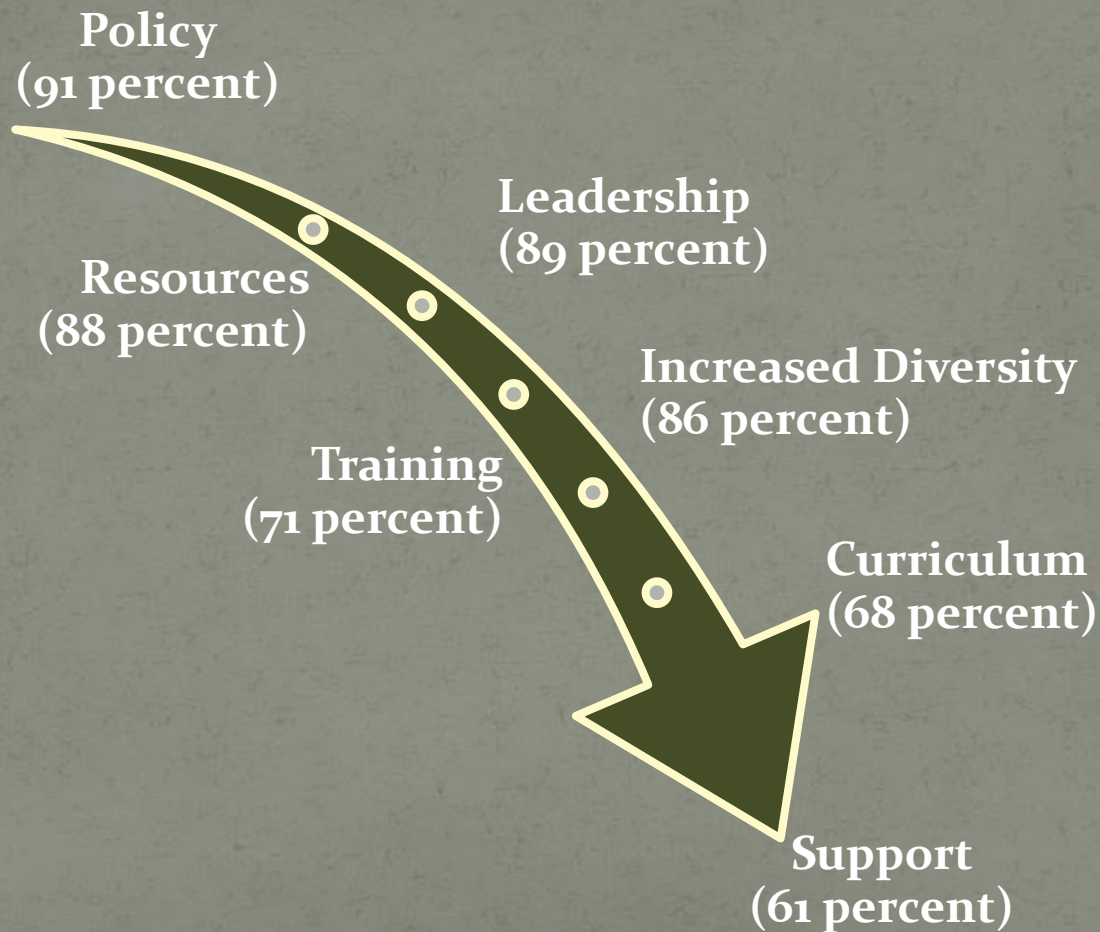 Policy
(91 percent)
Leadership
(89 percent)
Resources
(88 percent)
Increased Diversity
(86 percent)
Training
(71 percent)
Curriculum
(68 percent)
Support
(61 percent)